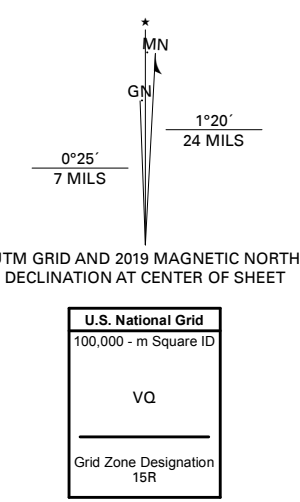 ★
MN
GN
1°20´
24 MILS
0°25´
7 MILS
UTM GRID AND 2019 MAGNETIC NORTH
DECLINATION AT CENTER OF SHEET
U.S. National Grid
100,000 - m Square ID
VQ
Grid Zone Designation
15R